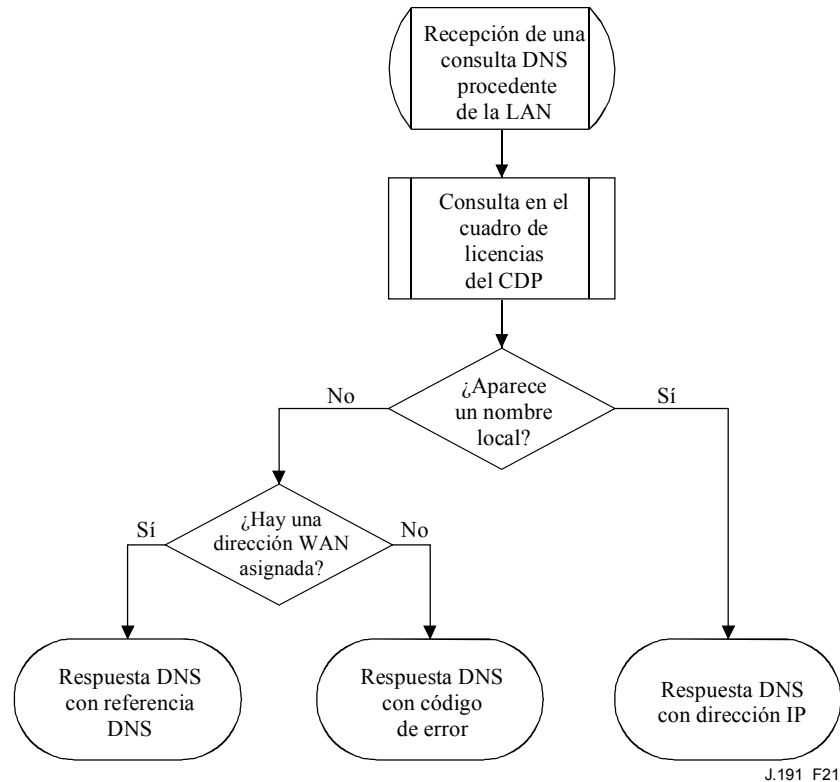 Recepción de una
consulta DNS
procedente
de la LAN
Consulta en el
cuadro de
licencias
del CDP
¿Aparece
un nombre
local?
No
Sí
¿Hay una
dirección WAN
asignada?
Sí
No
Respuesta DNS
con referencia
DNS
Respuesta DNS
con código
de error
Respuesta DNS
con dirección IP
J.191_F21